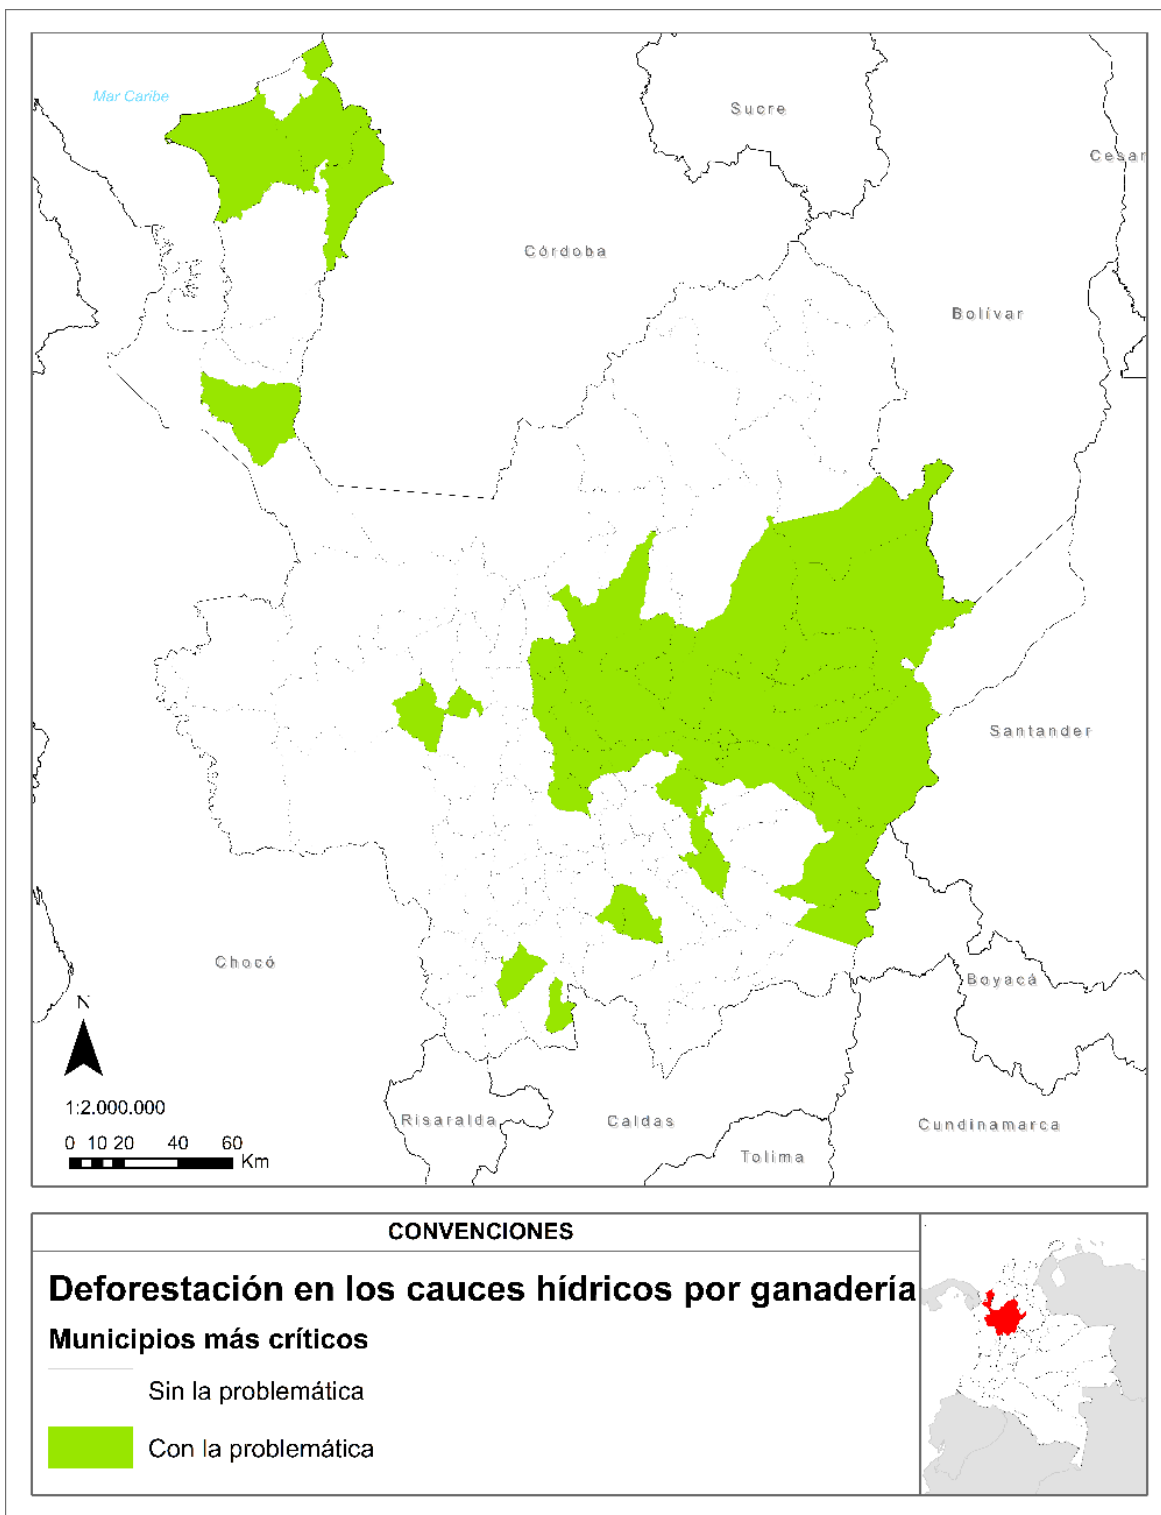 Mar Caribe
Sucre
Cesar
Córdoba
Bolívar
Santander
Chocó
Boyacá
N
1:2.000.000
0 10 20 40 60
Km
Risaralda
Caldas
Cundinamarca
Tolima
CONVENCIONES
Deforestación en los cauces hídricos por ganadería
Municipios más críticos
Sin la problemática
Con la problemática